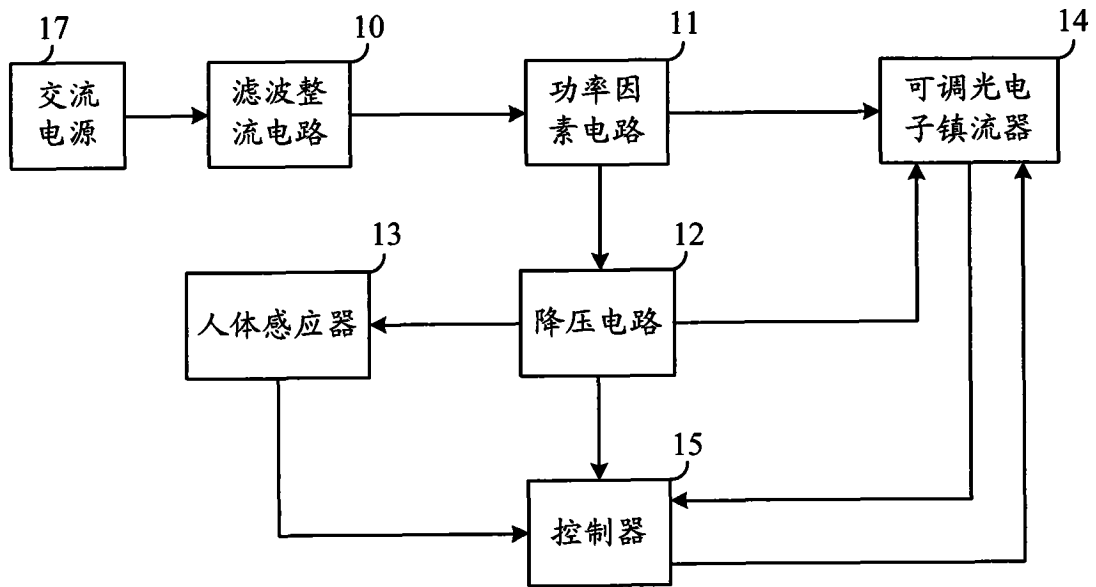 17
10
11
14
交流
电源
滤波整
流电路
功率因
素电路
可调光电
子镇流器
13
12
人体感应器
降压电路
15
控制器